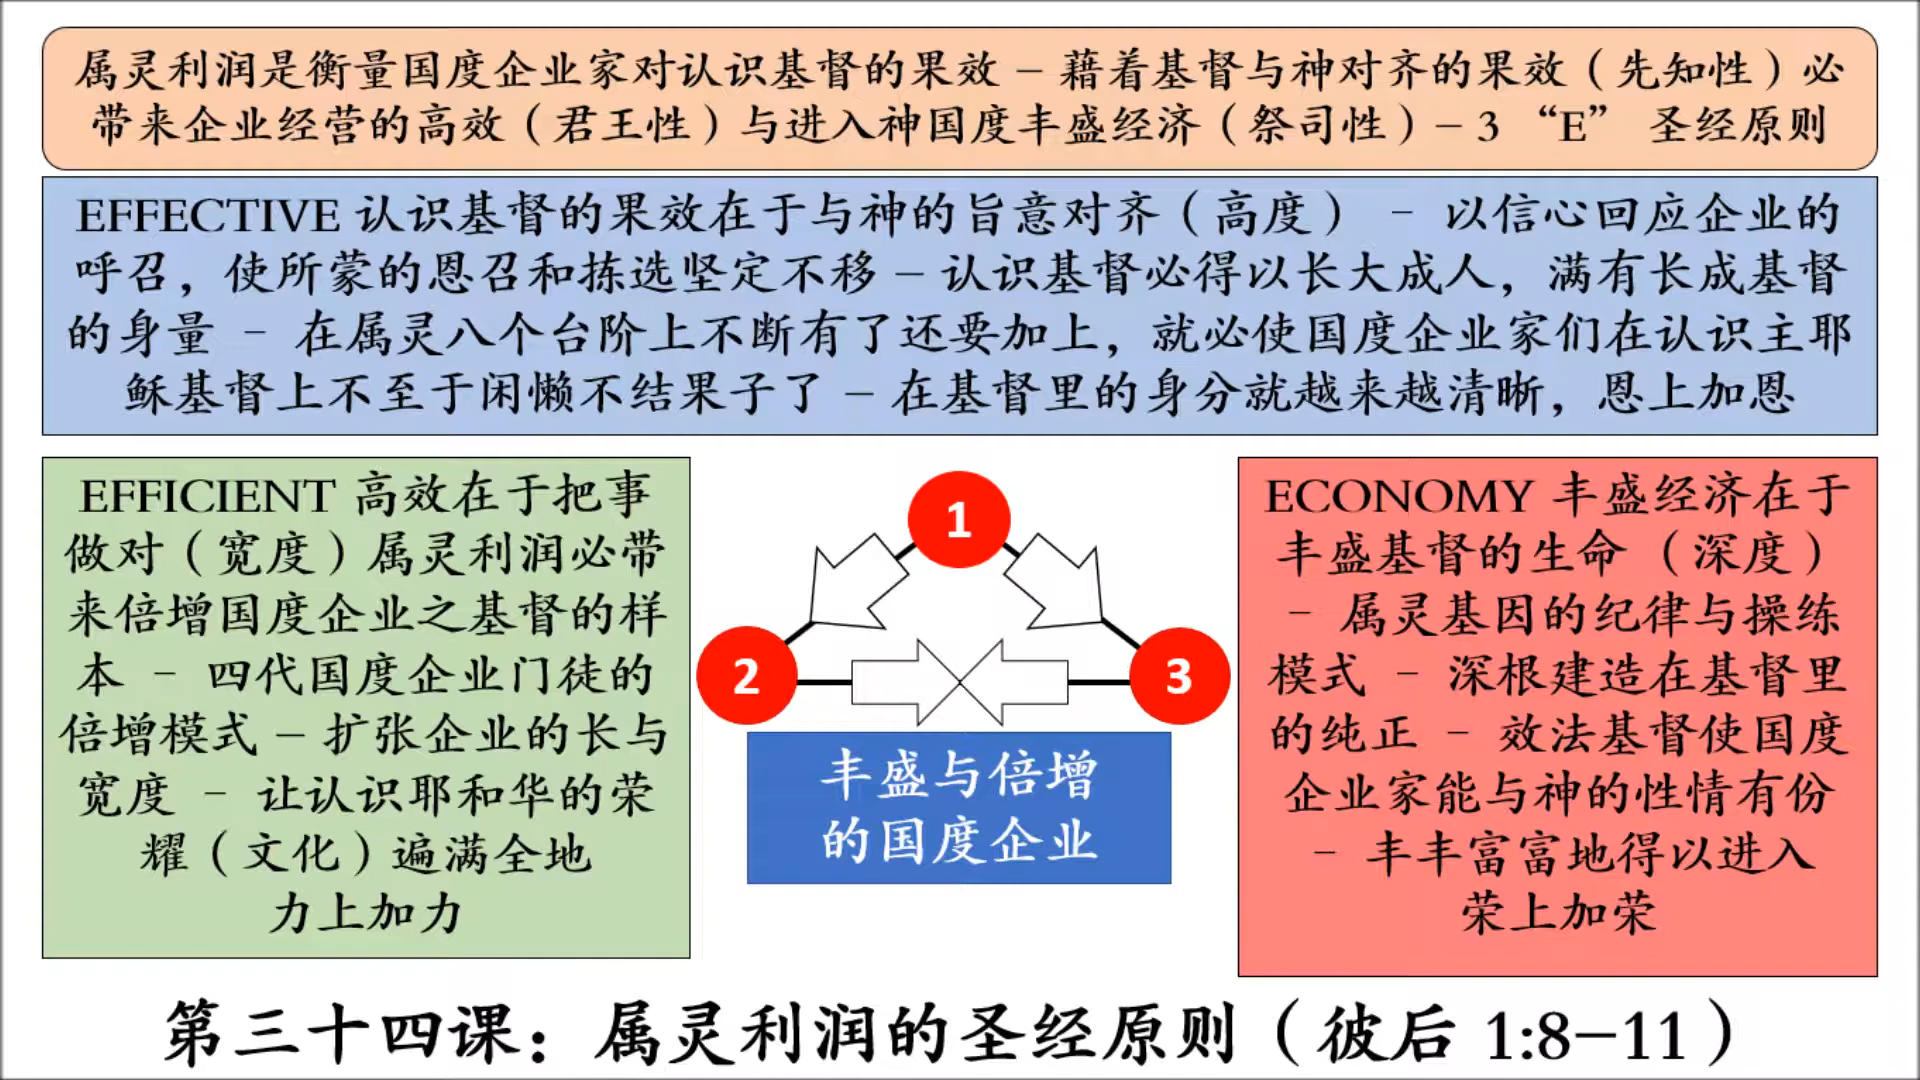 属灵利润是衡量国度企业家对认识基督的果效 – 藉着基督与神对齐的果效（先知性）必
带来企业经营的高效（君王性）与进入神国度丰盛经济（祭司性）– 3 “E” 圣经原则
EFFECTIVE 认识基督的果效在于与神的旨意对齐（高度） – 以信心回应企业的
呼召，使所蒙的恩召和拣选坚定不移 – 认识基督必得以长大成人，满有长成基督
的身量 – 在属灵八个台阶上不断有了还要加上，就必使国度企业家们在认识主耶
稣基督上不至于闲懒不结果子了 – 在基督里的身分就越来越清晰，恩上加恩
EFFICIENT 高效在于把事
做对（宽度）属灵利润必带
来倍增国度企业之基督的样
本 – 四代国度企业门徒的
倍增模式 – 扩张企业的长与
宽度 – 让认识耶和华的荣
耀（文化）遍满全地
力上加力
1
2
3
丰盛与倍增
的国度企业
ECONOMY 丰盛经济在于
丰盛基督的生命 （深度）
– 属灵基因的纪律与操练
模式 – 深根建造在基督里
的纯正 – 效法基督使国度
企业家能与神的性情有份
– 丰丰富富地得以进入
荣上加荣
第三十四课：属灵利润的圣经原则（彼后 1:8–11）